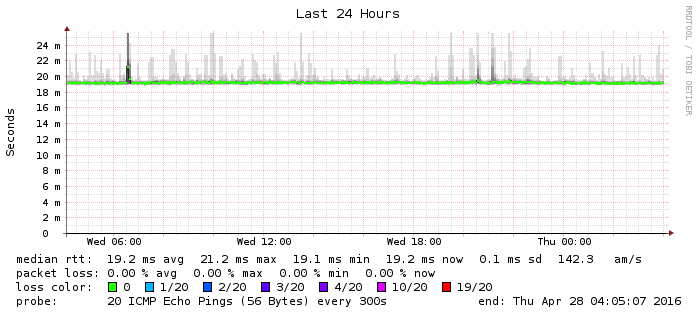 Last 24 Hours
RRDTOOL / TOBI OETIKER
Seconds
24 m
22 m
20 m
18 m
16 m
14 m
12 m
10 m
8 m
6 m
4 m
2 m
0
Wed 06:00 Wed 12:00 Wed 18:00 Thu 00:00
median rtt: 19.2 ms avg 21.2 ms max 19.1 ms min 19.2 ms now 0.1 ms sd 142.3 am/s
packet loss: 0.00 % avg 0.00 % max 0.00 % min 0.00 % now
loss color: 0 1/20 2/20 3/20 4/20 10/20 19/20
probe: 20 ICMP Echo Pings (56 Bytes) every 300s end: Thu Apr 28 04:05:07 2016